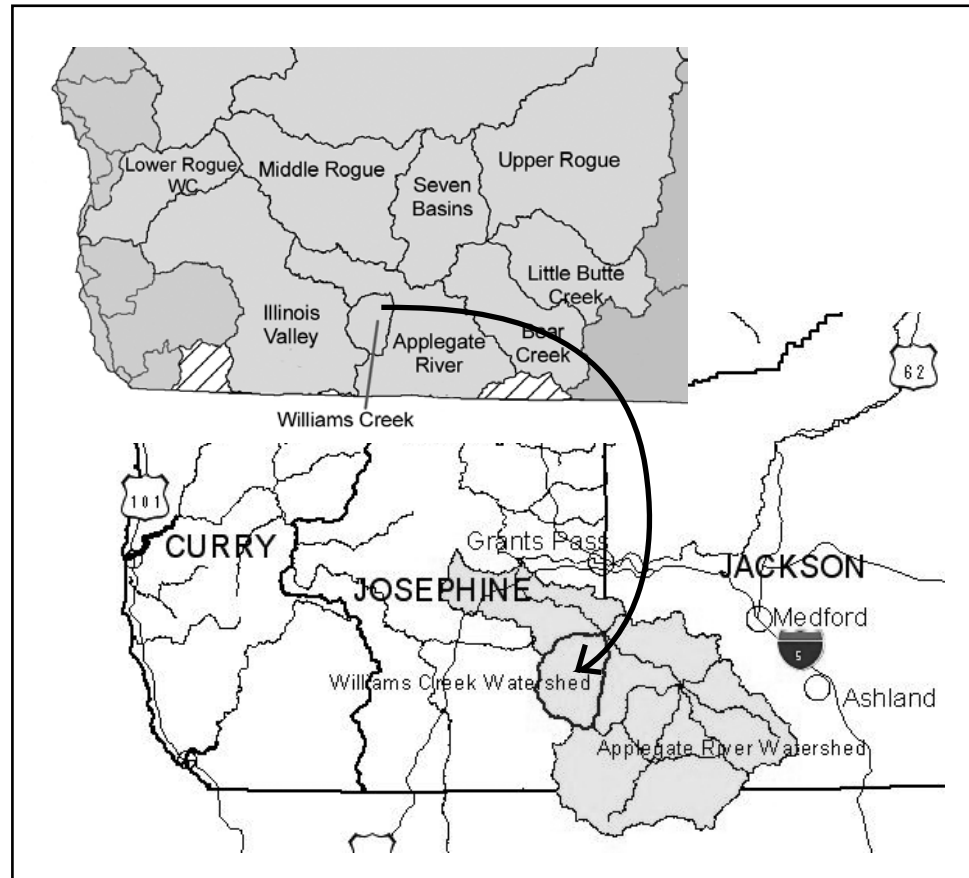 Lower Rogue
WC
Middle Rogue
Seven
Basins
Upper Rogue
Little Butte
Creek
Illinois
Valley
Applegate
River
Bear
Creek
Williams Creek
62
101
CURRY
Grants Pass
JOSEPHINE
JACKSON
Medford
5
Williams Creek Watershed
Ashland
Applegate River Watershed